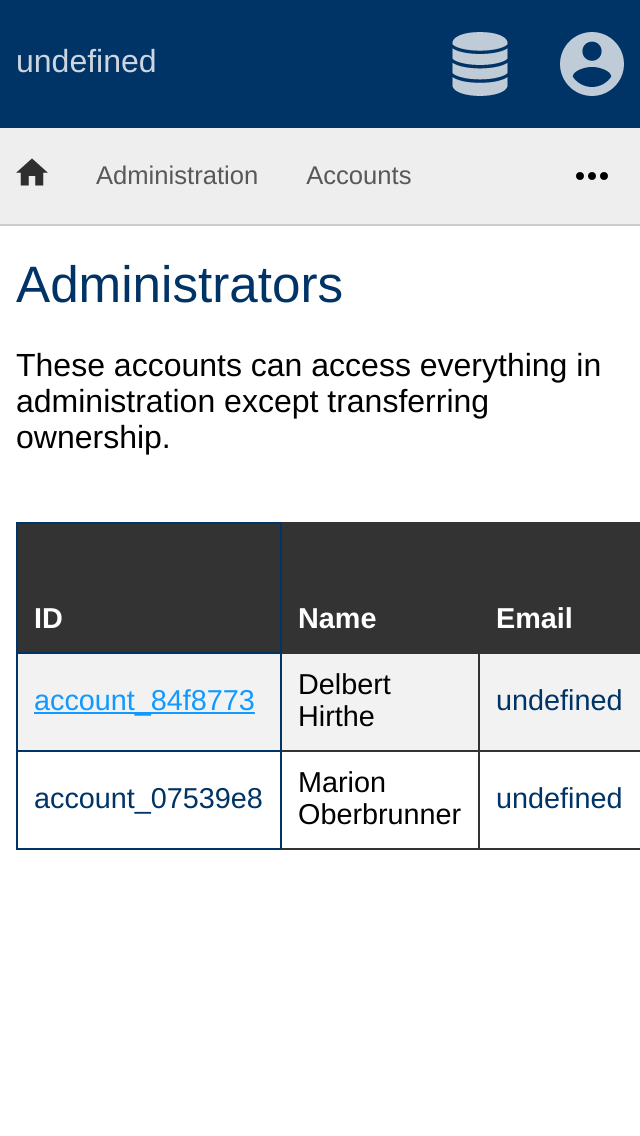 undefined
Administration Accounts
Administrators
These accounts can access everything in
administration except transferring
ownership.
ID Name Email
account_84f8773 Delbert Hirthe undefined
account_07539e8 Marion Oberbrunner undefined